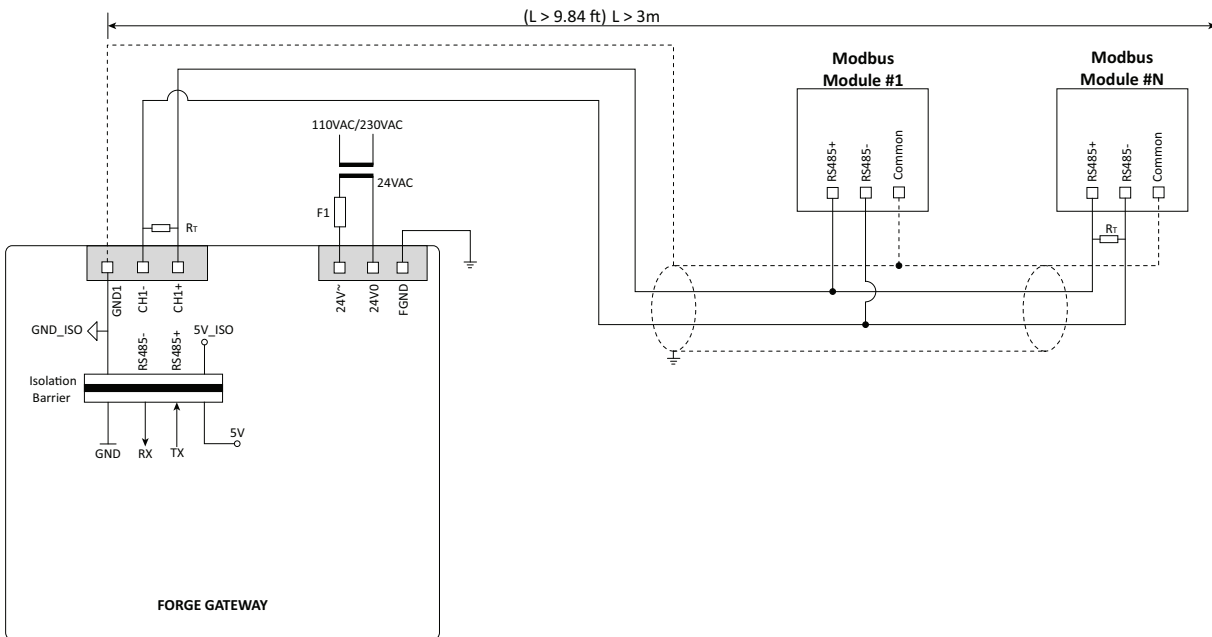 (L > 9.84 ft) L > 3m
Modbus
Module #1
RS485+
RS485-
Common
Modbus
Module #N
RS485+
RS485-
Common
RT
110VAC/230VAC
24VAC
F1
RT
GND1
CH1-
CH1+
24V~
24V0
FGND
GND_ISO
RS485-
RS485+
5V_ISO
Isolation
Barrier
GND
RX
TX
5V
FORGE GATEWAY